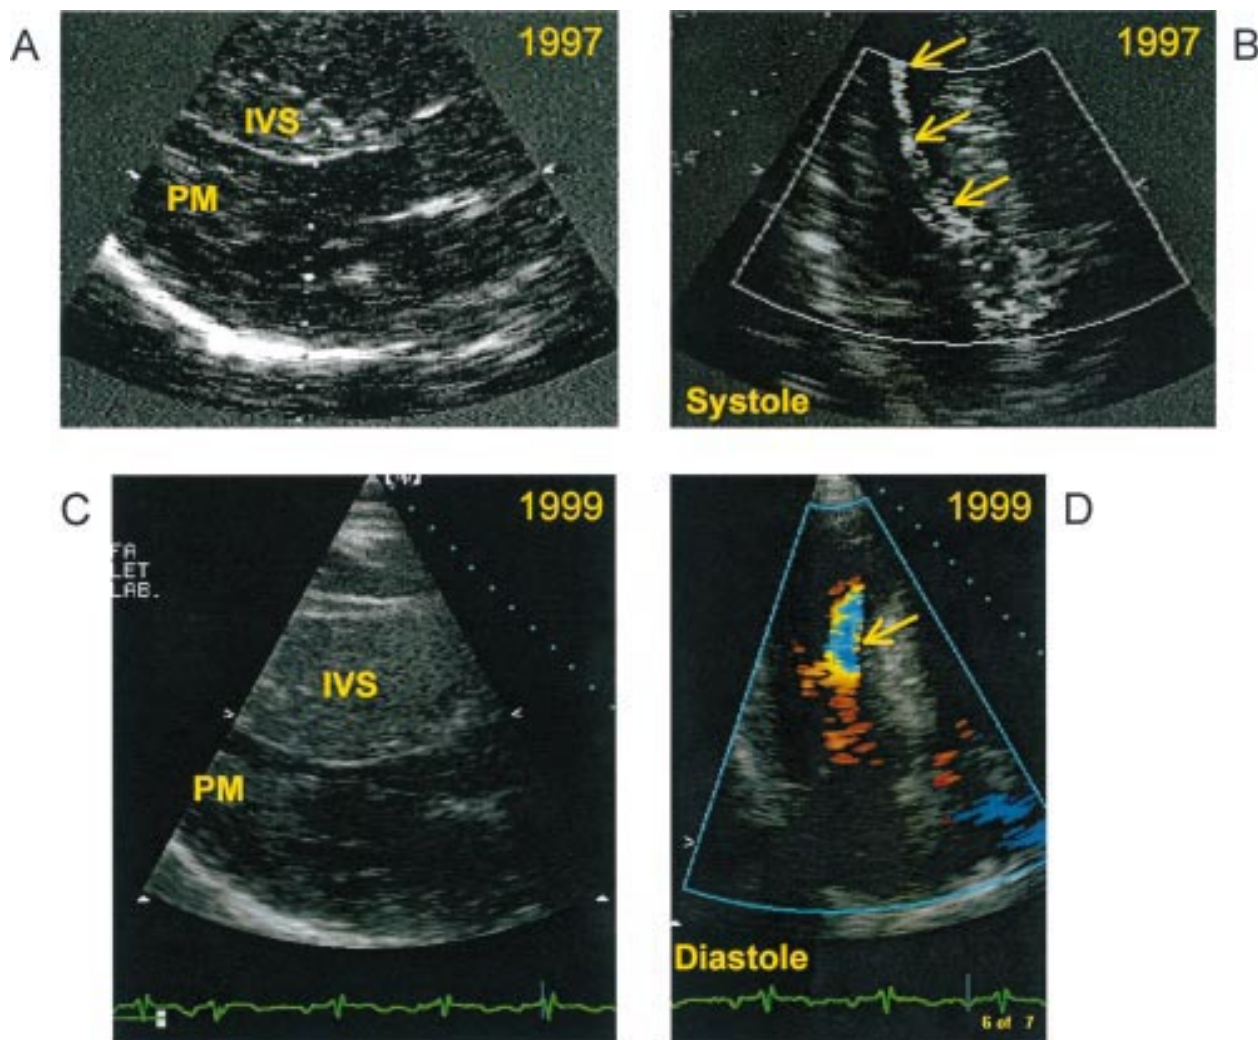 A
1997
IVS
PM
1997
B
Systole
C
1999
FA
LET
LAB.
IVS
PM
1999
D
Diastole
6 of 7